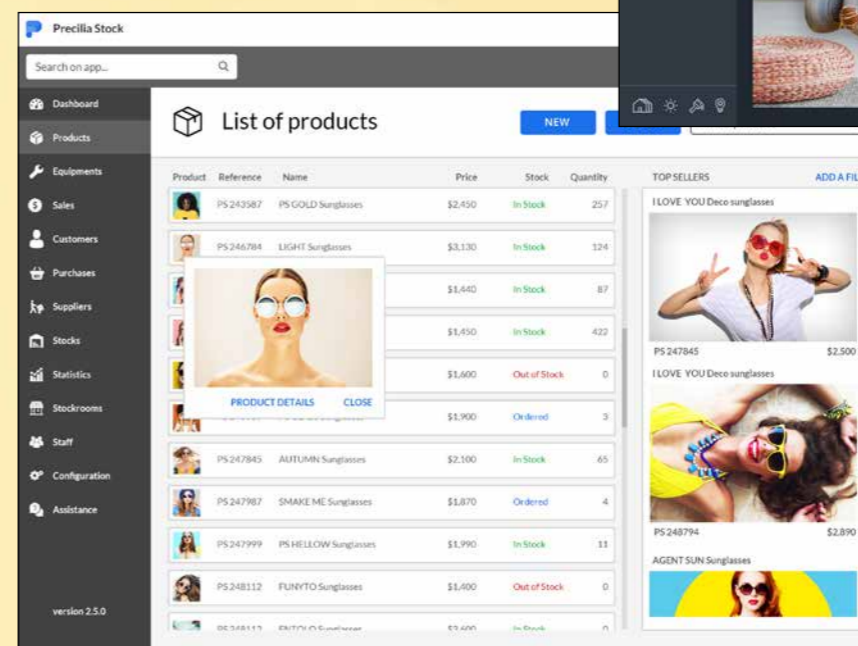 Precilia Stock
Search on app...
Dashboard
Products
Equipments
Sales
Customers
Purchases
Suppliers
Stocks
Statistics
Stockrooms
Staff
Configuration
Assistance
version 2.5.0
List of products
NEW
Product Reference Name Price Stock Quantity
PS 243587 PS GOLD Sunglasses $2,450 In Stock 257
PS 246784 LIGHT Sunglasses $3,130 In Stock 124
$1,440 In Stock 87
$1,450 In Stock 422
$1,600 Out of Stock 0
$1,900 Ordered 3
PRODUCT DETAILS CLOSE
PS 247845 AUTUMN Sunglasses $2,100 In Stock 65
PS 247987 SMAKE ME Sunglasses $1,870 Ordered 4
PS 247999 PS HELLOW Sunglasses $1,990 In Stock 11
PS 248112 FUNYTO Sunglasses $1,400 Out of Stock 0
TOP SELLERS ADD A FIL
I LOVE YOU Deco sunglasses
PS 247845 $2,500
I LOVE YOU Deco sunglasses
PS 248794 $2,890
AGENT SUN Sunglasses